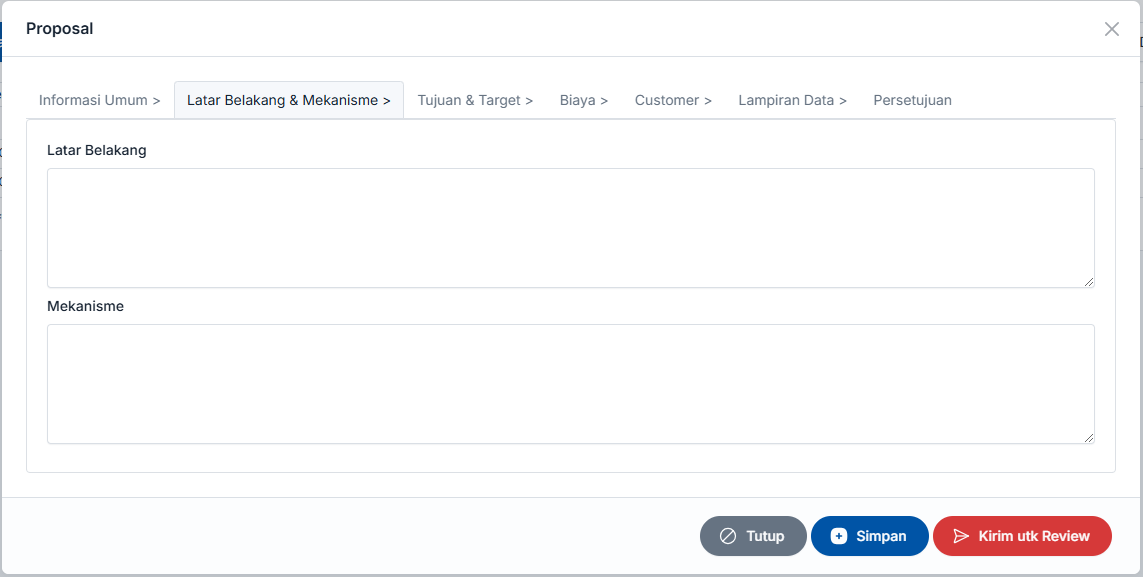 Proposal
Informasi Umum >
Latar Belakang & Mekanisme >
Tujuan & Target >
Biaya >
Customer >
Lampiran Data >
Persetujuan
Latar Belakang
Mekanisme
Tutup
Simpan
Kirim utk Review